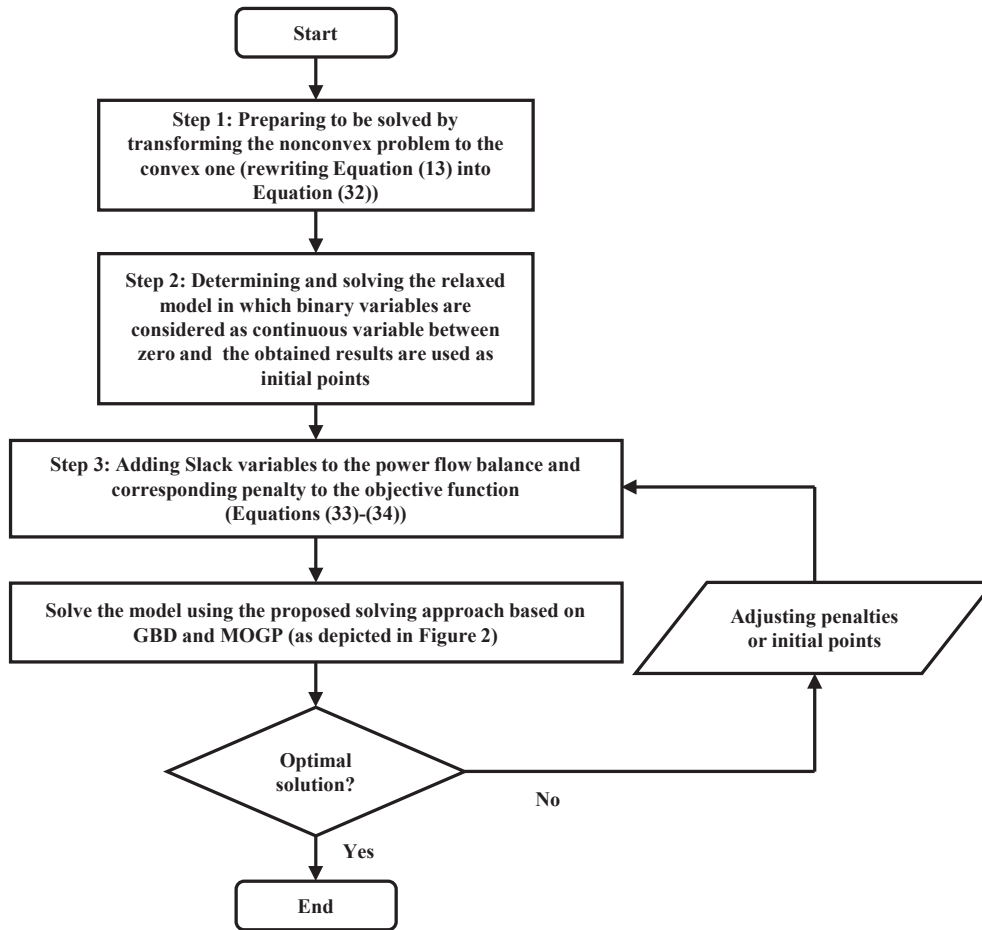 Start
Step 1: Preparing to be solved by
transforming the nonconvex problem to the
convex one (rewriting Equation (13) into
Equation (32))
Step 2: Determining and solving the relaxed
model in which binary variables are
considered as continuous variable between
zero and the obtained results are used as
initial points
Step 3: Adding Slack variables to the power flow balance and
corresponding penalty to the objective function
(Equations (33)-(34))
Solve the model using the proposed solving approach based on
GBD and MOGP (as depicted in Figure 2)
Adjusting penalties
or initial points
Optimal
solution?
No
Yes
End